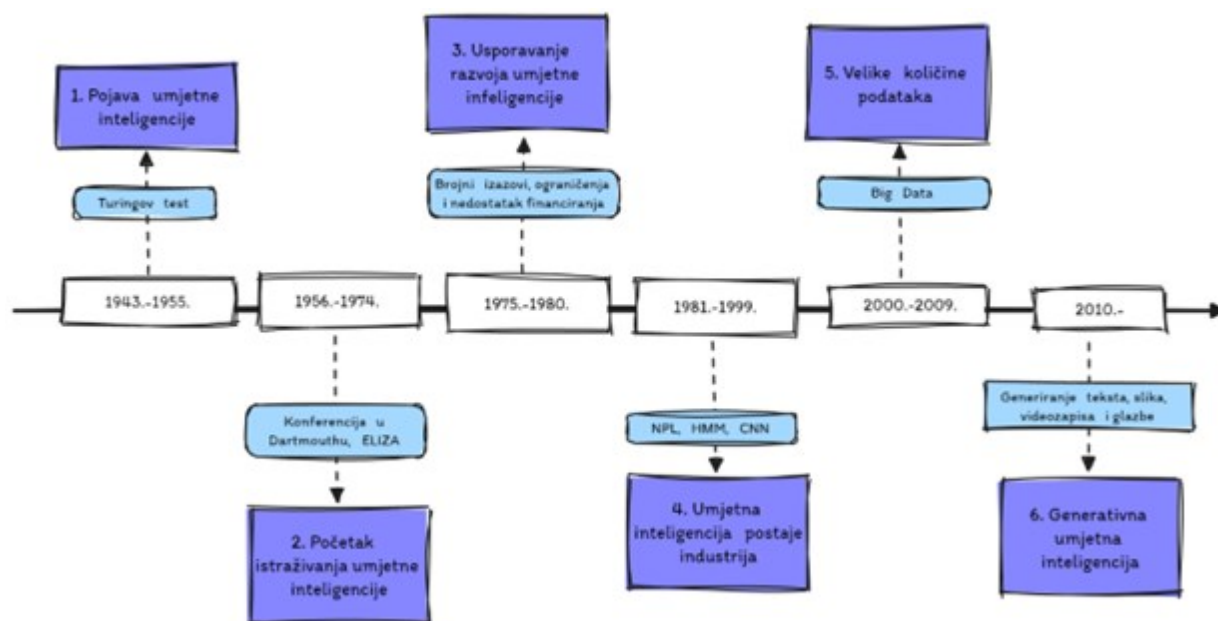 1. Pojava umjetne
inteligencije
Turingov test
1943.-1955.
1956.-1974.
Konferencija u
Dartmouthu, ELIZA
2. Početak
istraživanja umjetne
inteligencije
3. Usporavanje
razvoja umjetne
infeligencije
Brojni izazovi, ograničenja
i nedostatak financiranja
1975.-1980.
1981.-1999.
NPL, HMM, CNN
4. Umjetna
inteligencija postaje
industrija
5. Velike količine
podataka
Big Data
2000.-2009.
2010.-
Generiranje teksta, slika,
videozapisa i glazbe
6. Generativna
umjetna
inteligencija